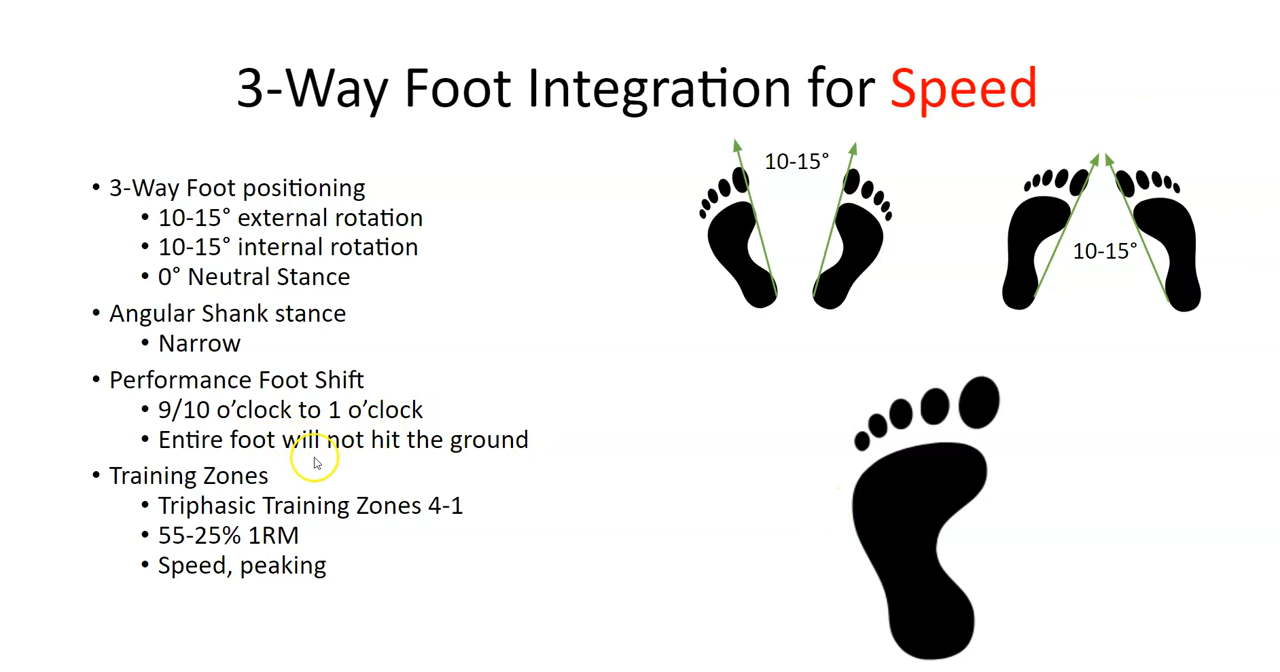 3-Way Foot Integration for Speed
• 3-Way Foot positioning
• 10-15° external rotation
• 10-15° internal rotation
• 0° Neutral Stance
• Angular Shank stance
• Narrow
• Performance Foot Shift
• 9/10 o’clock to 1 o’clock
• Entire foot will not hit the ground
• Training Zones
• Triphasic Training Zones 4-1
• 55-25% 1RM
• Speed, peaking
10-15°
10-15°